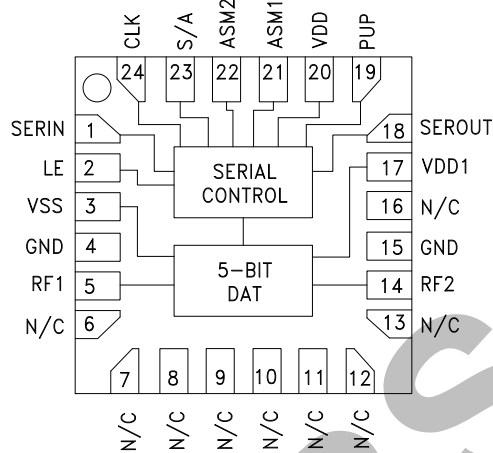 CLK
S/A
ASM2
ASM1
VDD
PUP
24
23
22
21
20
19
SERIN
1
18
SEROUT
LE
2
17
VDD1
VSS
3
16
N/C
GND
4
15
GND
RF1
5
14
RF2
N/C
6
13
N/C
SERIAL
CONTROL
5-BIT
DAT
7
8
9
10
11
12
N/C
N/C
N/C
N/C
N/C
N/C